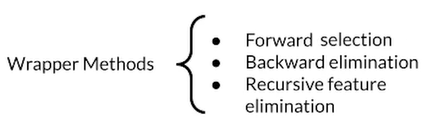 Wrapper Methods
• Forward selection
• Backward elimination
• Recursive feature
elimination